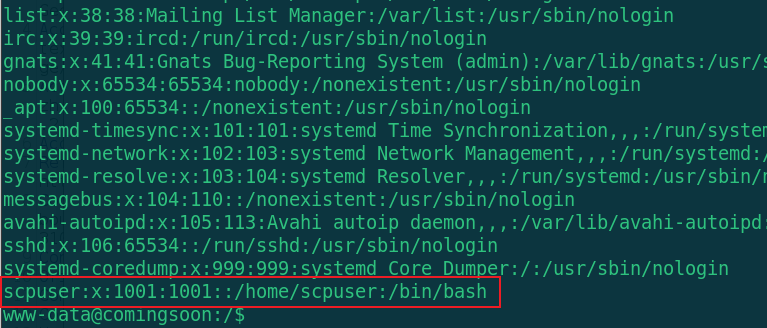 list:x:38:38:Mailing List Manager:/var/list:/usr/sbin/nologin
irc:x:39:39:ircd:/run/ircd:/usr/sbin/nologin
gnats:x:41:41:Gnats Bug-Reporting System (admin):/var/lib/gnats:/usr/s
nobody:x:65534:65534:nobody:/nonexistent:/usr/sbin/nologin
_apt:x:100:65534::/nonexistent:/usr/sbin/nologin
systemd-timesync:x:101:101:systemd Time Synchronization,,,:/run/system
systemd-network:x:102:103:systemd Network Management,,,:/run/systemd:/
systemd-resolve:x:103:104:systemd Resolver,,,:/run/systemd:/usr/sbin/n
messagebus:x:104:110::/nonexistent:/usr/sbin/nologin
avahi-autoipd:x:105:113:Avahi autoip daemon,,,:/var/lib/avahi-autoipd:
sshd:x:106:65534::/run/sshd:/usr/sbin/nologin
systemd-coredump:x:999:999:systemd Core Dumper:/:/usr/sbin/nologin
scpuser:x:1001:1001::/home/scpuser:/bin/bash
www-data@comingsoon:/$